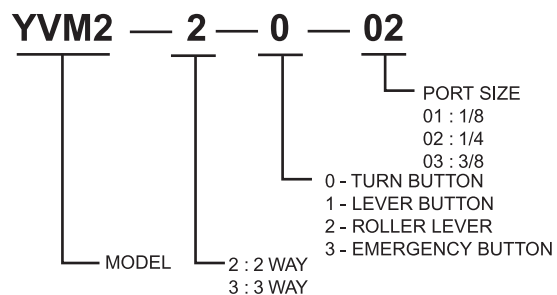 YVM2 — 2 — 0 — 02
PORT SIZE
01 : 1/8
02 : 1/4
03 : 3/8
0 - TURN BUTTON
1 - LEVER BUTTON
2 - ROLLER LEVER
3 - EMERGENCY BUTTON
MODEL
2 : 2 WAY
3 : 3 WAY